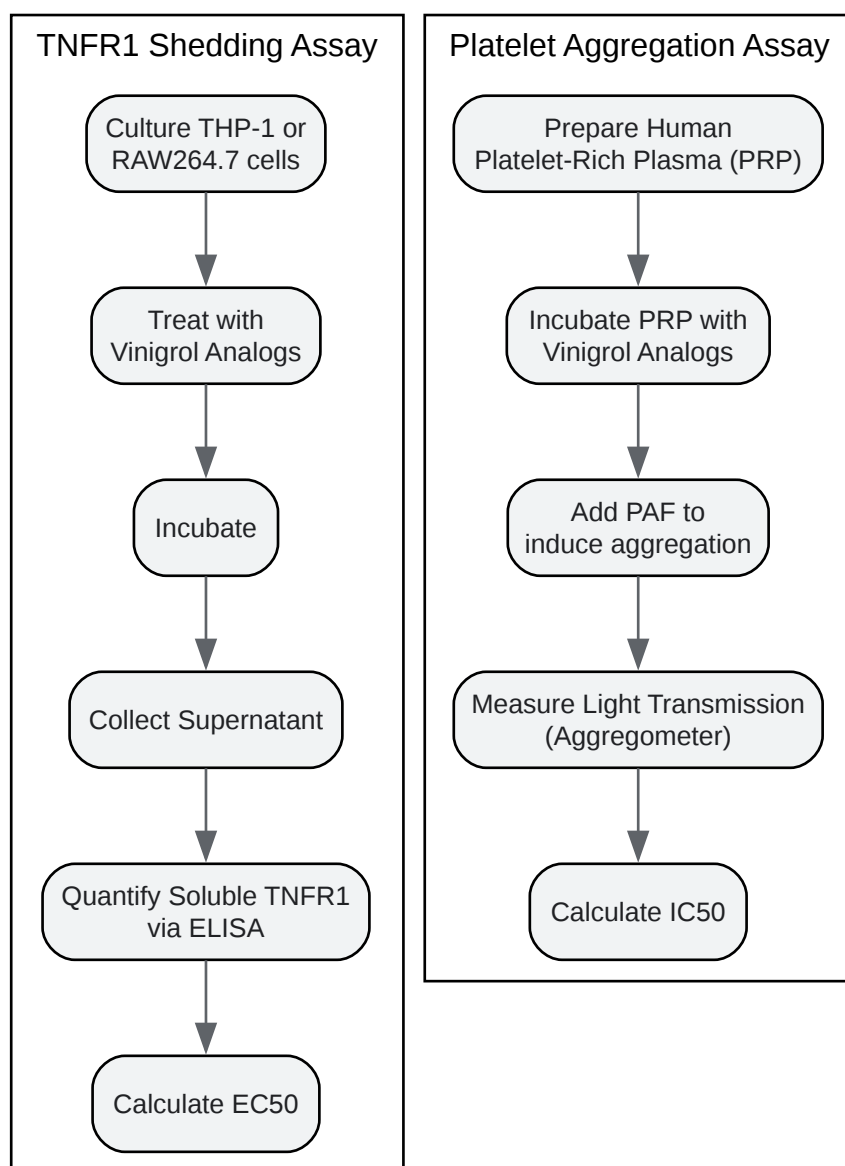 TNFR1 Shedding Assay
Culture THP-1 or
RAW264.7 cells
Treat with
Vinigrol Analogs
Incubate
Collect Supernatant
Quantify Soluble TNFR1
via ELISA
Calculate EC50
Platelet Aggregation Assay
Prepare Human
Platelet-Rich Plasma (PRP)
Incubate PRP with
Vinigrol Analogs
Add PAF to
induce aggregation
Measure Light Transmission
(Aggregometer)
Calculate IC50